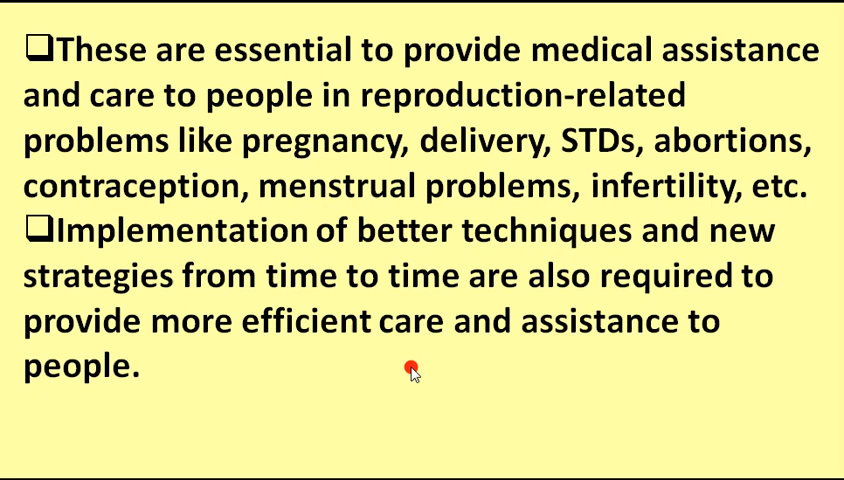 ❑These are essential to provide medical assistance
and care to people in reproduction-related
problems like pregnancy, delivery, STDs, abortions,
contraception, menstrual problems, infertility, etc.
❑Implementation of better techniques and new
strategies from time to time are also required to
provide more efficient care and assistance to
people.